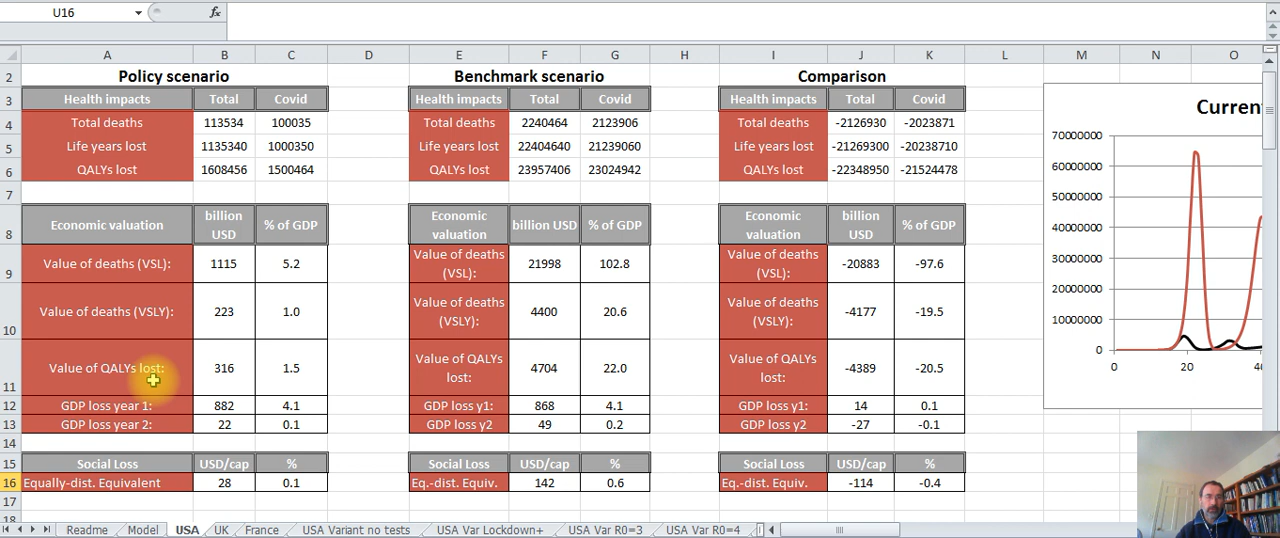 U16 fx
A B C D E F G H I J K L M N O
2 Policy scenario Benchmark scenario Comparison
3 Health impacts Total Covid Health impacts Total Covid Health impacts Total Covid
4 Total deaths 113534 100035 Total deaths 2240464 2123906 Total deaths -2126930 -2023871
5 Life years lost 1135340 1000350 Life years lost 22404640 21239060 Life years lost -21269300 -20238710
6 QALYs lost 1608456 1500464 QALYs lost 23957406 23024942 QALYs lost -22348950 -21524478
7
8 Economic valuation billion USD % of GDP Economic valuation billion USD % of GDP Economic valuation billion USD % of GDP
9 Value of deaths (VSL): 1115 5.2 Value of deaths (VSL): 21998 102.8 Value of deaths (VSL): -20883 -97.6
10 Value of deaths (VSLY): 223 1.0 Value of deaths (VSLY): 4400 20.6 Value of deaths (VSLY): -4177 -19.5
11 Value of QALYs lost: 316 1.5 Value of QALYs lost: 4704 22.0 Value of QALYs lost: -4389 -20.5
12 GDP loss year 1: 882 4.1 GDP loss y1: 868 4.1 GDP loss y1: 14 0.1
13 GDP loss year 2: 22 0.1 GDP loss y2 49 0.2 GDP loss y2 -27 -0.1
14
15 Social Loss USD/cap % Social Loss USD/cap % Social Loss USD/cap %
16 Equally-dist. Equivalent 28 0.1 Eq.-dist. Equiv. 142 0.6 Eq.-dist. Equiv. -114 -0.4
17
18
Curren
70000000
60000000
50000000
40000000
30000000
20000000
10000000
0
0 20 4
Readme Model USA UK France USA Variant no tests USA Var Lockdown+ USA Var R0=3 USA Var R0=4